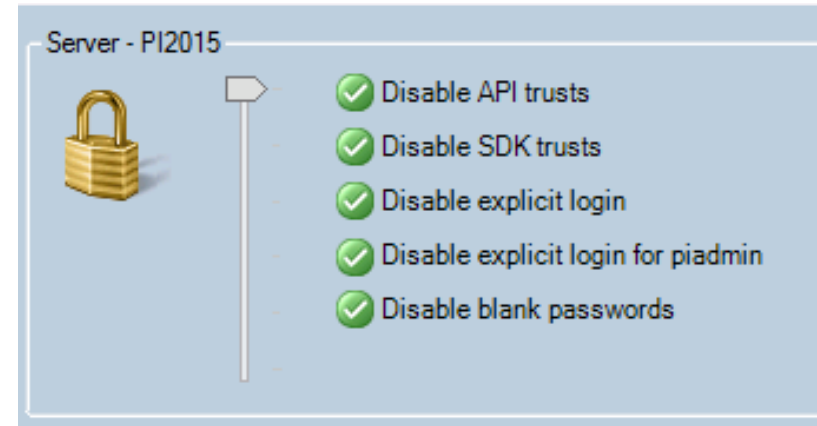 Server - PI2015
Disable API trusts
Disable SDK trusts
Disable explicit login
Disable explicit login for piadmin
Disable blank passwords